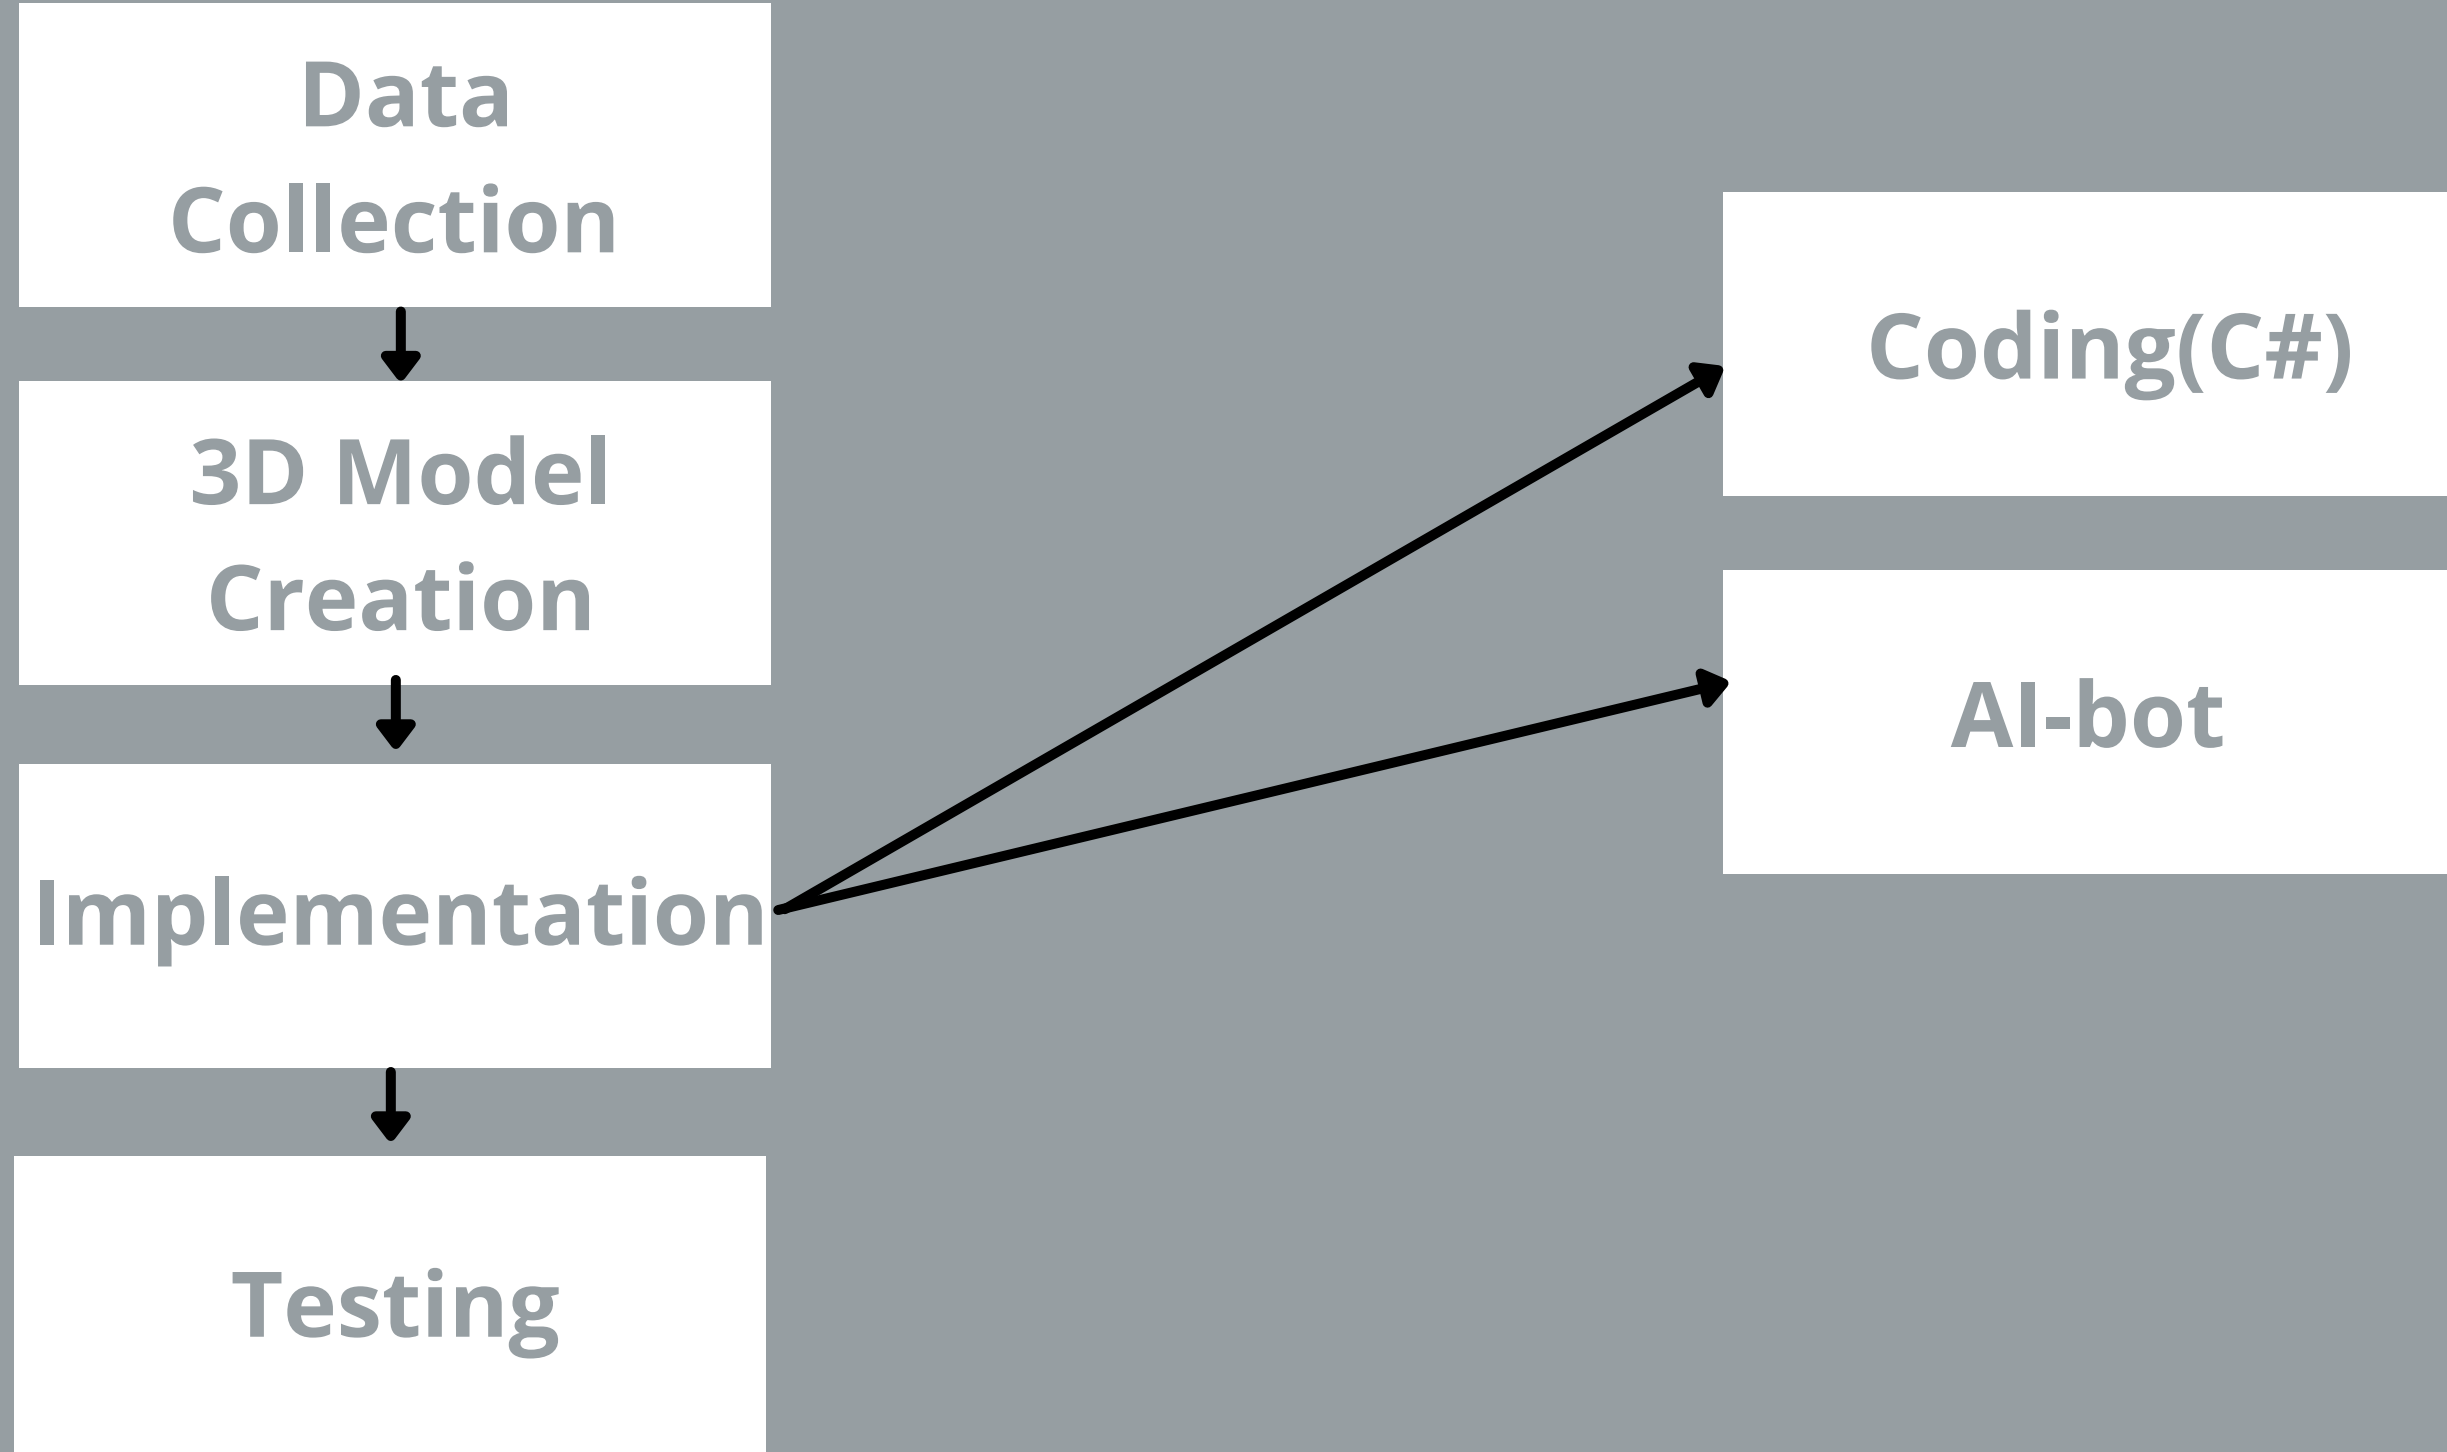 Data
Collection
3D Model
Creation
Implementation
Testing
Coding(C#)
AI-bot